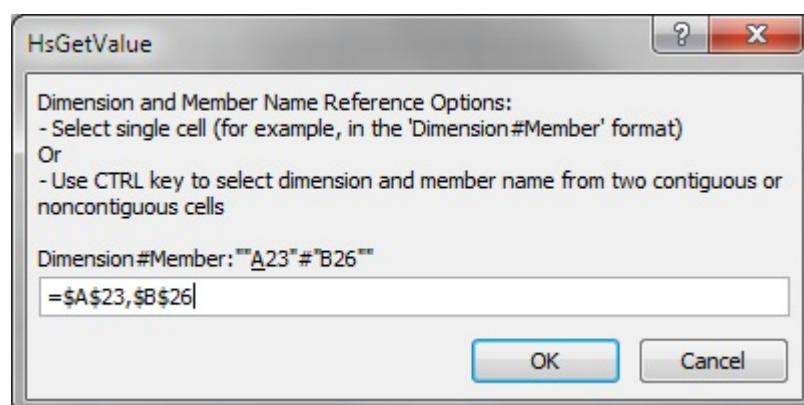 HsGetValue
Dimension and Member Name Reference Options:
- Select single cell (for example, in the 'Dimension#Member' format)
Or
- Use CTRL key to select dimension and member name from two contiguous or
noncontiguous cells
Dimension#Member:""A23"#"B26""
=$A$23,$B$26
OK Cancel